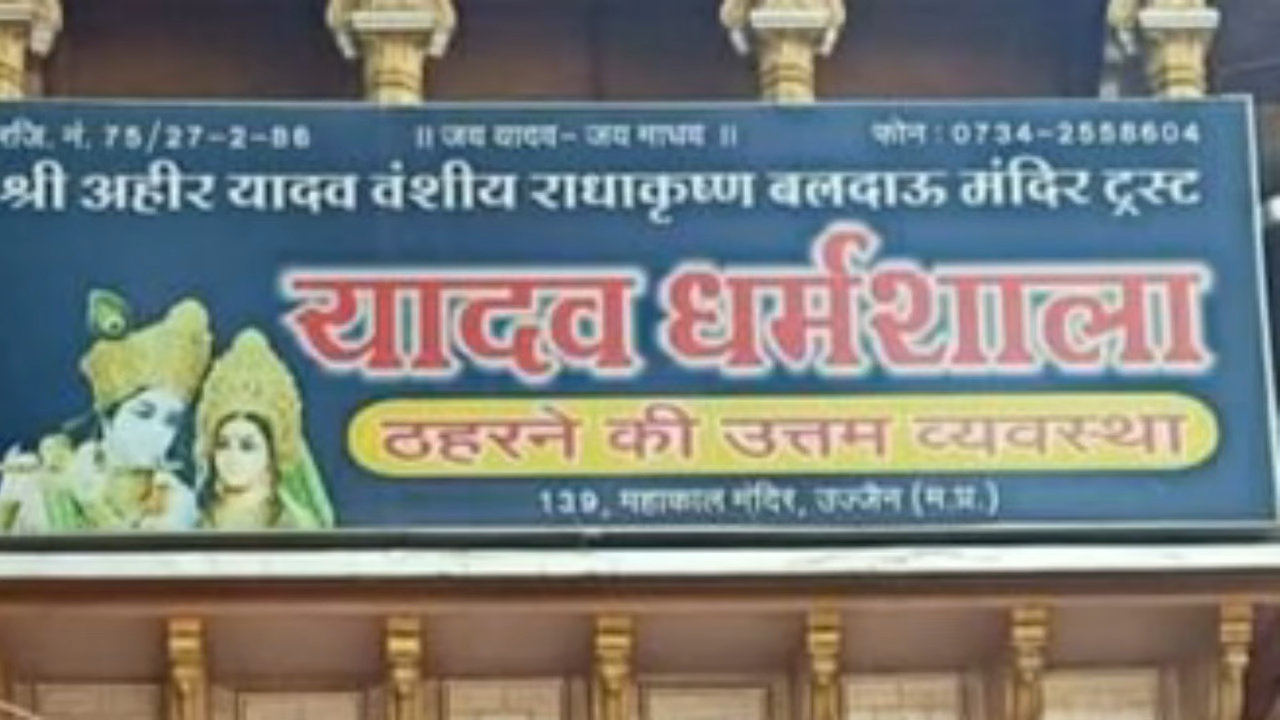 रजि. नं. 75/27-2-86 ॥ जय यादव - जय माधव ॥ फोन : 0734-2558604
श्री अहीर यादव वंशीय राधाकृष्ण बलदाऊ मंदिर ट्रस्ट
यादव धर्मशाला
ठहरने की उत्तम व्यवस्था
139, महाकाल मंदिर, उज्जैन (म.प्र.)